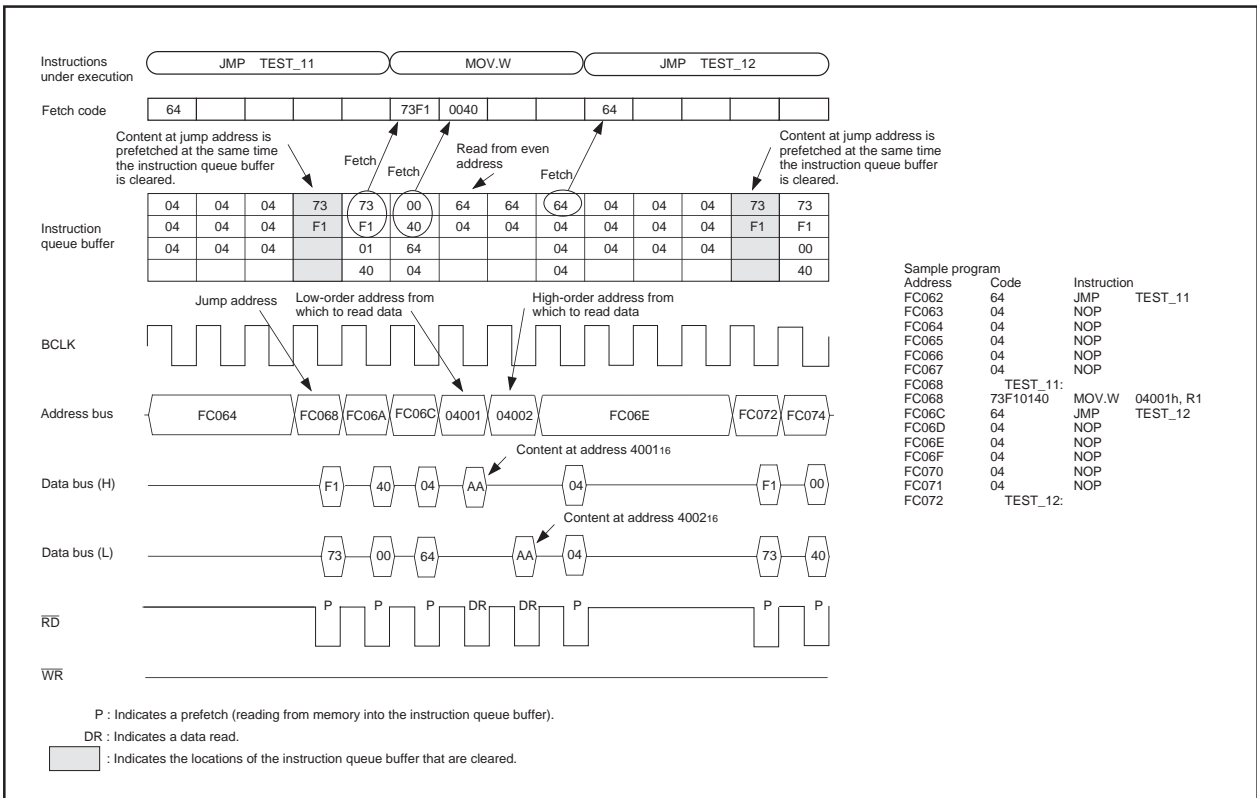 Instructions
under execution
JMP TEST_11 MOV.W JMP TEST_12
Fetch code
64 73F1 0040 64
Content at jump address is
prefetched at the same time
the instruction queue buffer
is cleared.
Fetch
Fetch
Read from even
address
Fetch
Content at jump address is
prefetched at the same time
the instruction queue buffer
is cleared.
Instruction
queue buffer
04 04 04 73 73 00 64 64 64 04 04 04 73 73
04 04 04 F1 F1 40 04 04 04 04 04 04 F1 F1
04 04 04 01 64 04 04 04 04 00
40 04 04 40
Jump address
Low-order address from
which to read data
High-order address from
which to read data
BCLK
Address bus
FC064 FC068 FC06A FC06C 04001 04002 FC06E FC072 FC074
Content at address 400116
Data bus (H)
F1 40 04 AA 04 F1 00
Content at address 400216
Data bus (L)
73 00 64 AA 04 73 40
RD
P P P DR DR P P P
WR
P : Indicates a prefetch (reading from memory into the instruction queue buffer).
DR : Indicates a data read.
: Indicates the locations of the instruction queue buffer that are cleared.
Sample program
Address Code Instruction
FC062 64 JMP TEST_11
FC063 04 NOP
FC064 04 NOP
FC065 04 NOP
FC066 04 NOP
FC067 04 NOP
FC068 TEST_11:
FC068 73F10140 MOV.W 04001h, R1
FC06C 64 JMP TEST_12
FC06D 04 NOP
FC06E 04 NOP
FC06F 04 NOP
FC070 04 NOP
FC071 04 NOP
FC072 TEST_12: